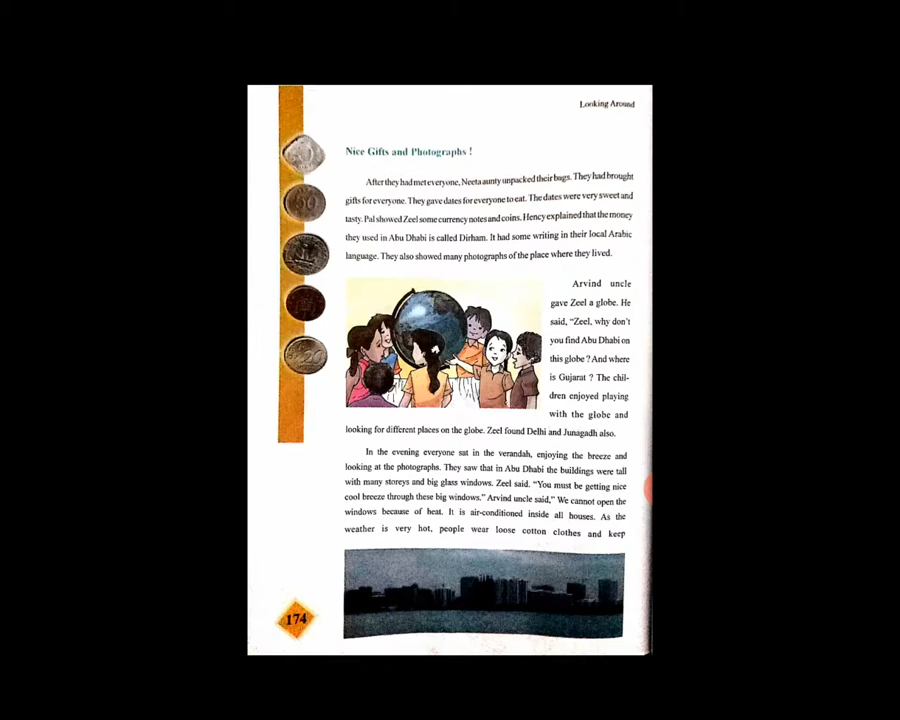 Looking Around
Nice Gifts and Photographs !
After they had met everyone, Neeta aunty unpacked their bags. They had brought
gifts for everyone. They gave dates for everyone to eat. The dates were very sweet and
tasty. Pal showed Zeel some currency notes and coins. Hency explained that the money
they used in Abu Dhabi is called Dirham. It had some writing in their local Arabic
language. They also showed many photographs of the place where they lived.
Arvind uncle
gave Zeel a globe. He
said, “Zeel, why don't
you find Abu Dhabi on
this globe ? And where
is Gujarat ? The chil-
dren enjoyed playing
with the globe and
looking for different places on the globe. Zeel found Delhi and Junagadh also.
In the evening everyone sat in the verandah, enjoying the breeze and
looking at the photographs. They saw that in Abu Dhabi the buildings were tall
with many storeys and big glass windows. Zeel said. “You must be getting nice
cool breeze through these big windows.” Arvind uncle said,” We cannot open the
windows because of heat. It is air-conditioned inside all houses. As the
weather is very hot, people wear loose cotton clothes and keep
50
20
174